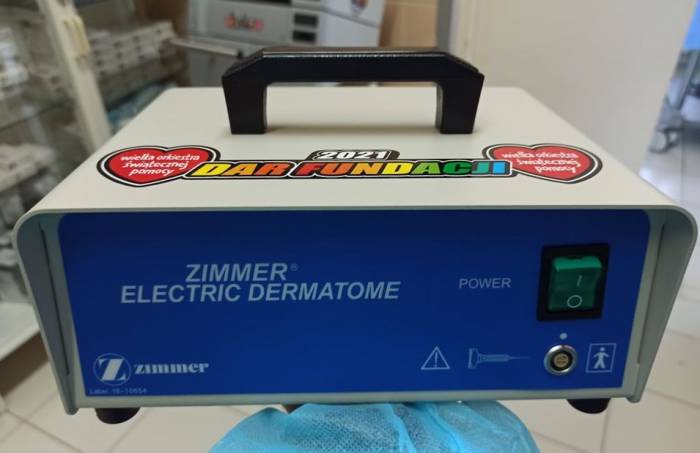 2021
wielka orkiestra
świątecznej
pomocy
DAR FUNDACJI
wielka orkiestra
świątecznej
pomocy
ZIMMER®
ELECTRIC DERMATOME
POWER
Z zimmer